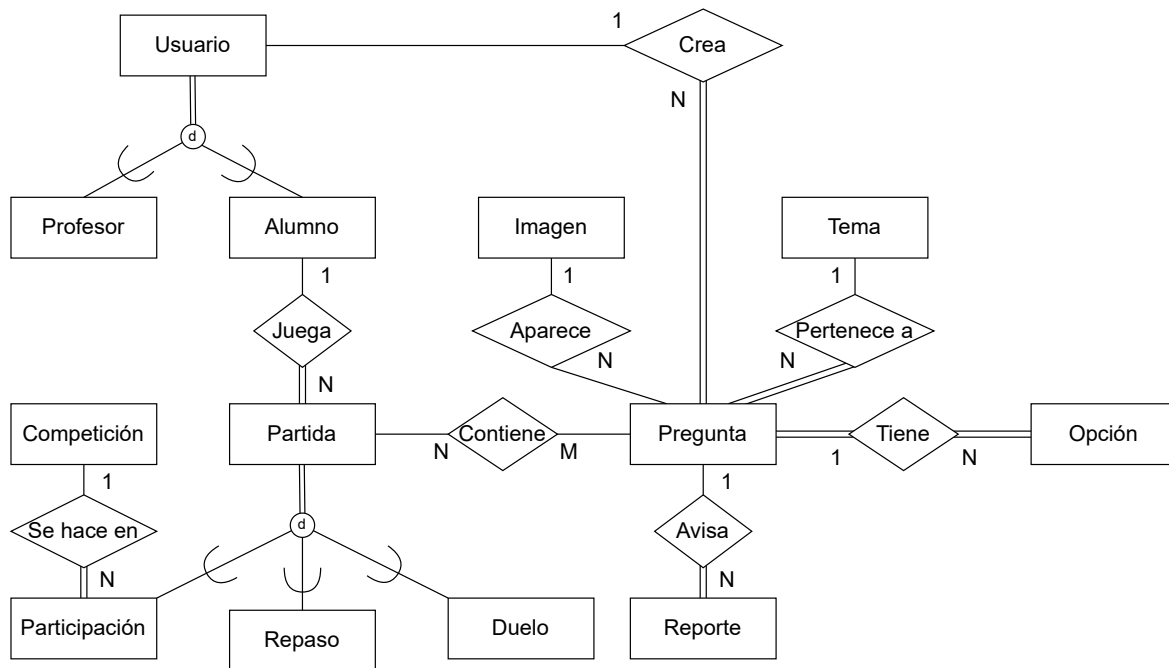 1
Usuario
Crea
N
d
Profesor
Alumno
Imagen
Tema
1
1
1
Juega
Aparece
Pertenece a
N
N
N
Competición
Partida
Contiene
Pregunta
Tiene
Opción
N
M
1
N
1
1
d
Se hace en
Avisa
N
N
Participación
Repaso
Duelo
Reporte